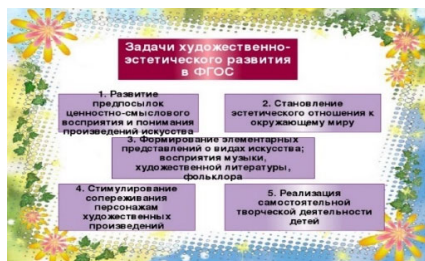 Задачи художественно-
эстетического развития
в ФГОС
1. Развитие
предпосылок
ценностно-смыслового
восприятия и понимания
произведений искусства
2. Становление
эстетического отношения к
окружающему миру
3. Формирование элементарных
представлений о видах искусства;
восприятия музыки,
художественной литературы,
фольклора
4. Стимулирование
сопереживания
персонажам
художественных
произведений
5. Реализация
самостоятельной
творческой деятельности
детей